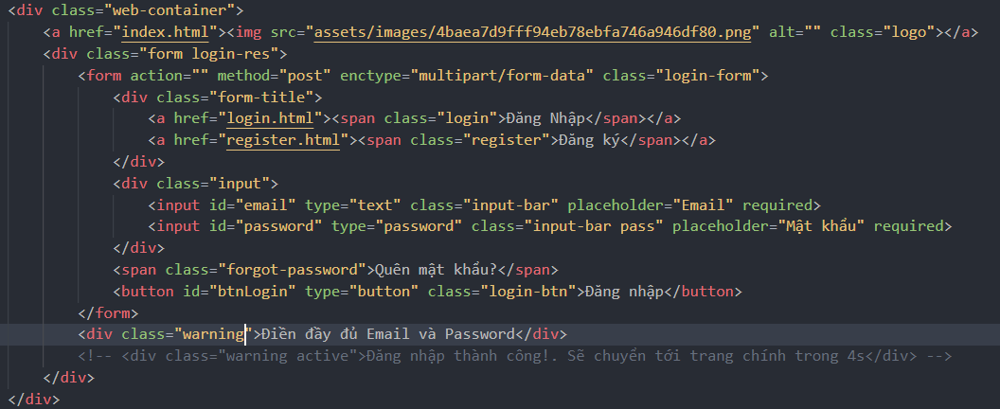 <div class="web-container">
<a href="index.html"><img src="assets/images/4baea7d9fff94eb78ebfa746a946df80.png" alt="" class="logo"></a>
<div class="form login-res">
<form action="" method="post" enctype="multipart/form-data" class="login-form">
<div class="form-title">
<a href="login.html"><span class="login">Đăng Nhập</span></a>
<a href="register.html"><span class="register">Đăng ký</span></a>
</div>
<div class="input">
<input id="email" type="text" class="input-bar" placeholder="Email" required>
<input id="password" type="password" class="input-bar pass" placeholder="Mật khẩu" required>
</div>
<span class="forgot-password">Quên mật khẩu?</span>
<button id="btnLogin" type="button" class="login-btn">Đăng nhập</button>
</form>
<div class="warning">Điền đầy đủ Email và Password</div>
<!-- <div class="warning active">Đăng nhập thành công!. Sẽ chuyển tới trang chính trong 4s</div> -->
</div>
</div>